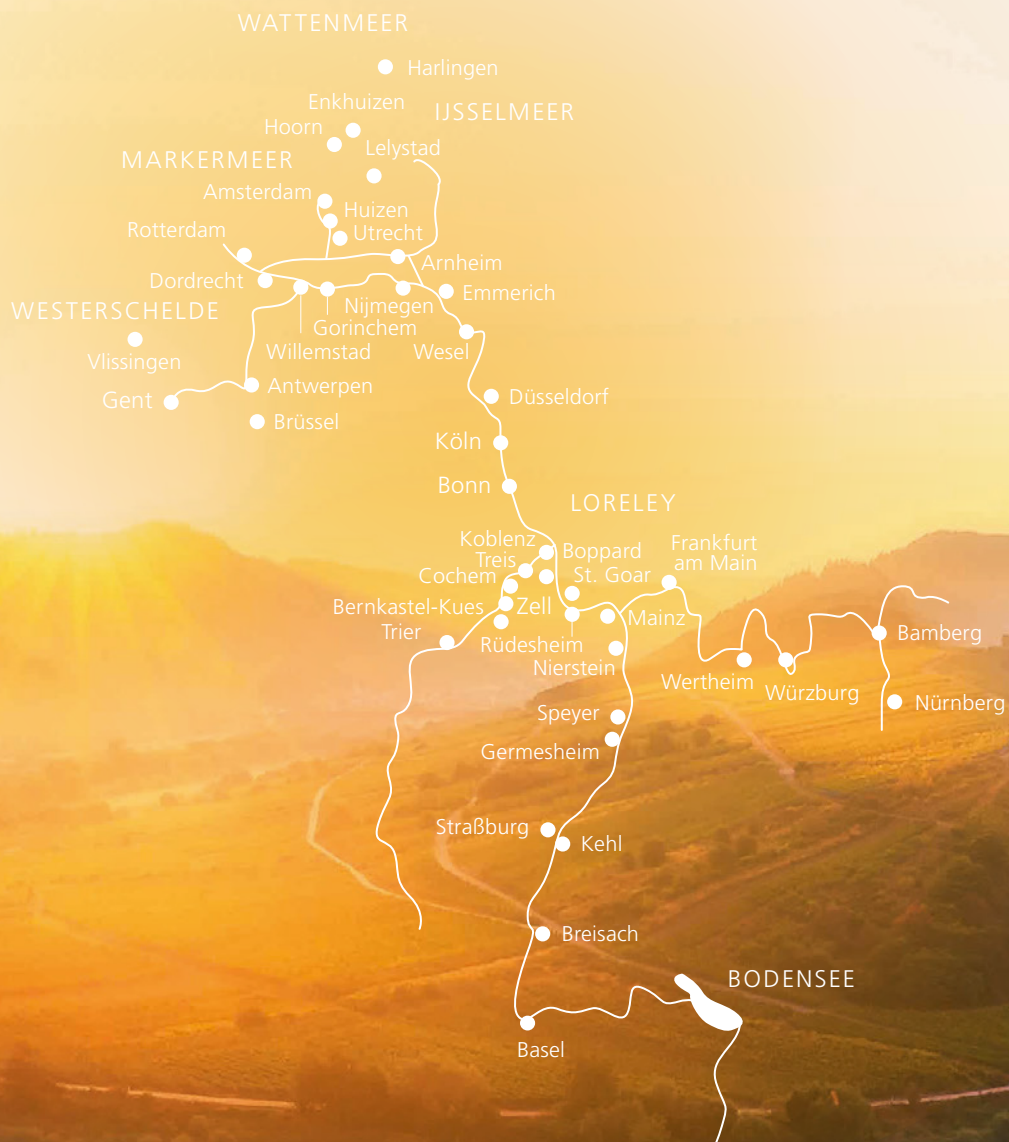 WATTENMEER
Harlingen
Enkhuizen
IJSSELMEER
Hoorn
Lelystad
MARKERMEER
Amsterdam
Huizen
Rotterdam
Utrecht
Arnheim
Dordrecht
Emmerich
Nijmegen
WESTERSCHELDE
Gorinchem
Willemstad
Wesel
Vlissingen
Antwerpen
Gent
Düsseldorf
Brüssel
Köln
Bonn
LORELEY
Koblenz
Boppard
Frankfurt
am Main
Treis
St. Goar
Cochem
Bernkastel-Kues
Zell
Mainz
Trier
Bamberg
Rüdesheim
Nierstein
Wertheim
Würzburg
Nürnberg
Speyer
Germesheim
Straßburg
Kehl
Breisach
BODENSEE
Basel